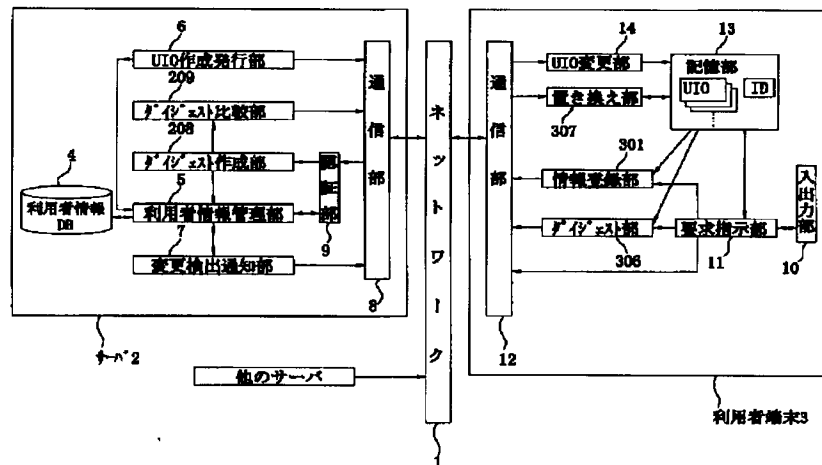 6
UIO作成発行部
209
ダイジェスト比較部
208
ダイジェスト作成部
4
利用者情報
DB
5
利用者情報管理部
7
変更検出通知部
認証部
9
通信部
8
サーバ2
他のサーバ
ネットワーク
1
通信部
12
14
UIO変更部
置き換え部
307
13
記憶部
UIO
ID
301
情報登録部
ダイジェスト部
306
要求指示部
11
入出力部
10
利用者端末3